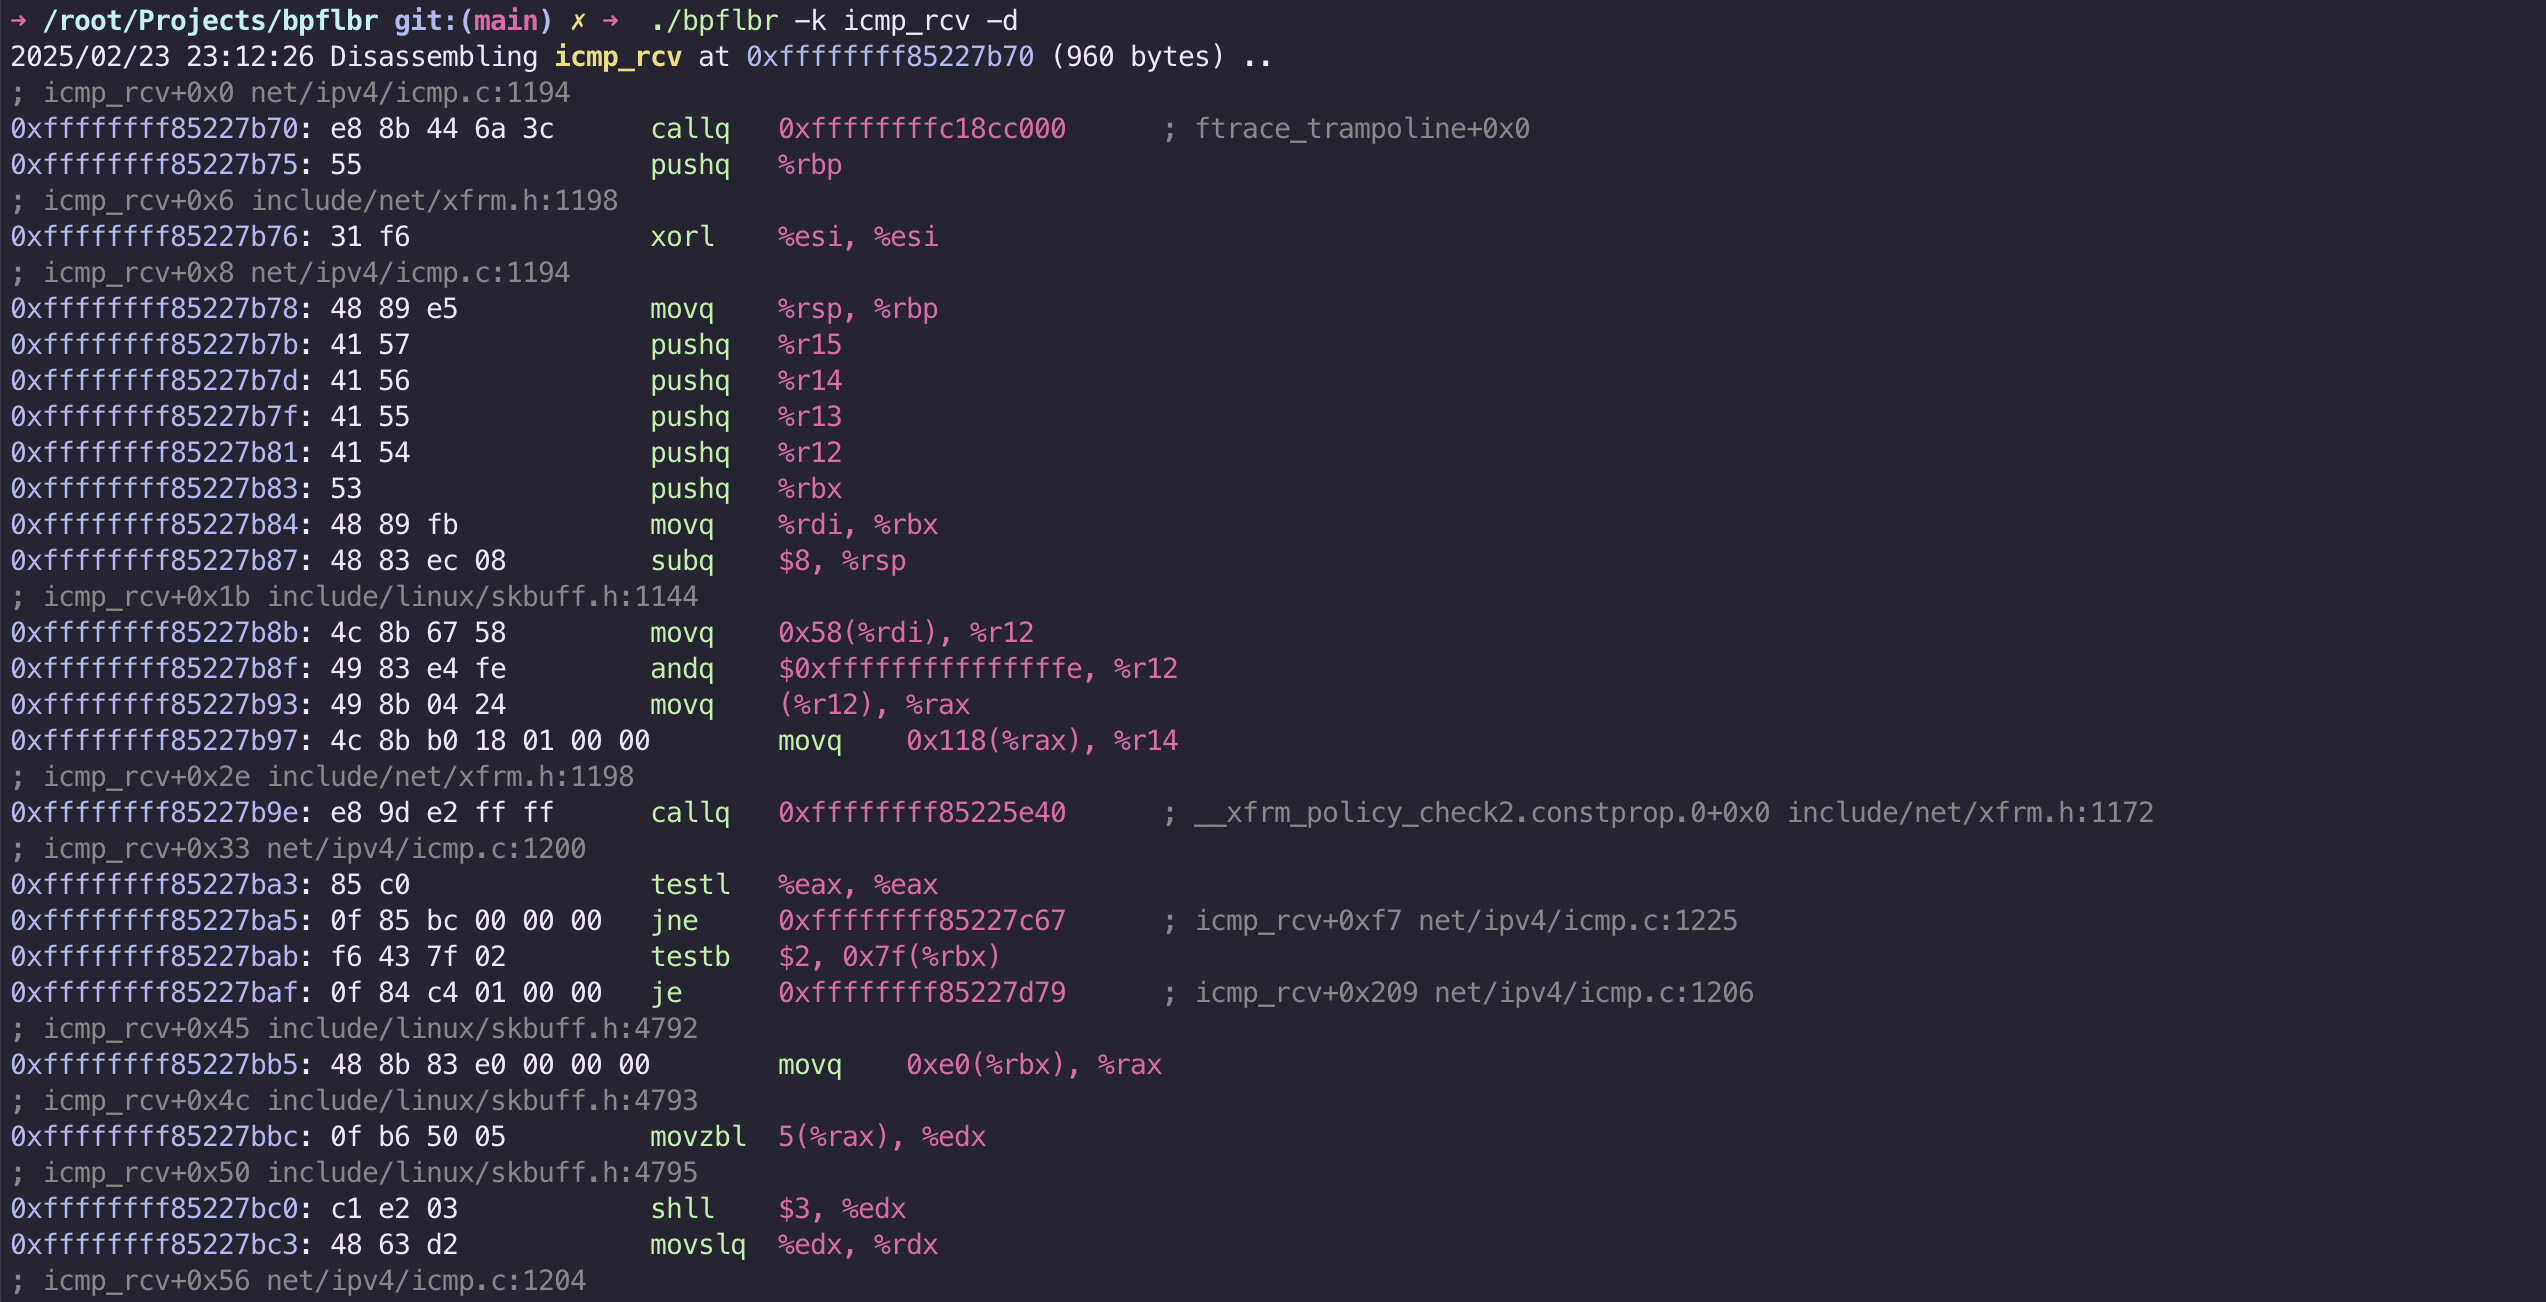 ➜ /root/Projects/bpflbr git:(main) ✗ ➜  ./bpflbr -k icmp_rcv -d
2025/02/23 23:12:26 Disassembling icmp_rcv at 0xffffffff85227b70 (960 bytes) ..
; icmp_rcv+0x0 net/ipv4/icmp.c:1194
0xffffffff85227b70: e8 8b 44 6a 3c      callq   0xffffffffc18cc000      ; ftrace_trampoline+0x0
0xffffffff85227b75: 55                  pushq   %rbp
; icmp_rcv+0x6 include/net/xfrm.h:1198
0xffffffff85227b76: 31 f6               xorl    %esi, %esi
; icmp_rcv+0x8 net/ipv4/icmp.c:1194
0xffffffff85227b78: 48 89 e5            movq    %rsp, %rbp
0xffffffff85227b7b: 41 57               pushq   %r15
0xffffffff85227b7d: 41 56               pushq   %r14
0xffffffff85227b7f: 41 55               pushq   %r13
0xffffffff85227b81: 41 54               pushq   %r12
0xffffffff85227b83: 53                  pushq   %rbx
0xffffffff85227b84: 48 89 fb            movq    %rdi, %rbx
0xffffffff85227b87: 48 83 ec 08         subq    $8, %rsp
; icmp_rcv+0x1b include/linux/skbuff.h:1144
0xffffffff85227b8b: 4c 8b 67 58         movq    0x58(%rdi), %r12
0xffffffff85227b8f: 49 83 e4 fe         andq    $0xfffffffffffffffe, %r12
0xffffffff85227b93: 49 8b 04 24         movq    (%r12), %rax
0xffffffff85227b97: 4c 8b b0 18 01 00 00        movq    0x118(%rax), %r14
; icmp_rcv+0x2e include/net/xfrm.h:1198
0xffffffff85227b9e: e8 9d e2 ff ff      callq   0xffffffff85225e40      ; __xfrm_policy_check2.constprop.0+0x0 include/net/xfrm.h:1172
; icmp_rcv+0x33 net/ipv4/icmp.c:1200
0xffffffff85227ba3: 85 c0               testl   %eax, %eax
0xffffffff85227ba5: 0f 85 bc 00 00 00   jne     0xffffffff85227c67      ; icmp_rcv+0xf7 net/ipv4/icmp.c:1225
0xffffffff85227bab: f6 43 7f 02         testb   $2, 0x7f(%rbx)
0xffffffff85227baf: 0f 84 c4 01 00 00   je      0xffffffff85227d79      ; icmp_rcv+0x209 net/ipv4/icmp.c:1206
; icmp_rcv+0x45 include/linux/skbuff.h:4792
0xffffffff85227bb5: 48 8b 83 e0 00 00 00        movq    0xe0(%rbx), %rax
; icmp_rcv+0x4c include/linux/skbuff.h:4793
0xffffffff85227bbc: 0f b6 50 05         movzbl  5(%rax), %edx
; icmp_rcv+0x50 include/linux/skbuff.h:4795
0xffffffff85227bc0: c1 e2 03            shll    $3, %edx
0xffffffff85227bc3: 48 63 d2            movslq  %edx, %rdx
; icmp_rcv+0x56 net/ipv4/icmp.c:1204